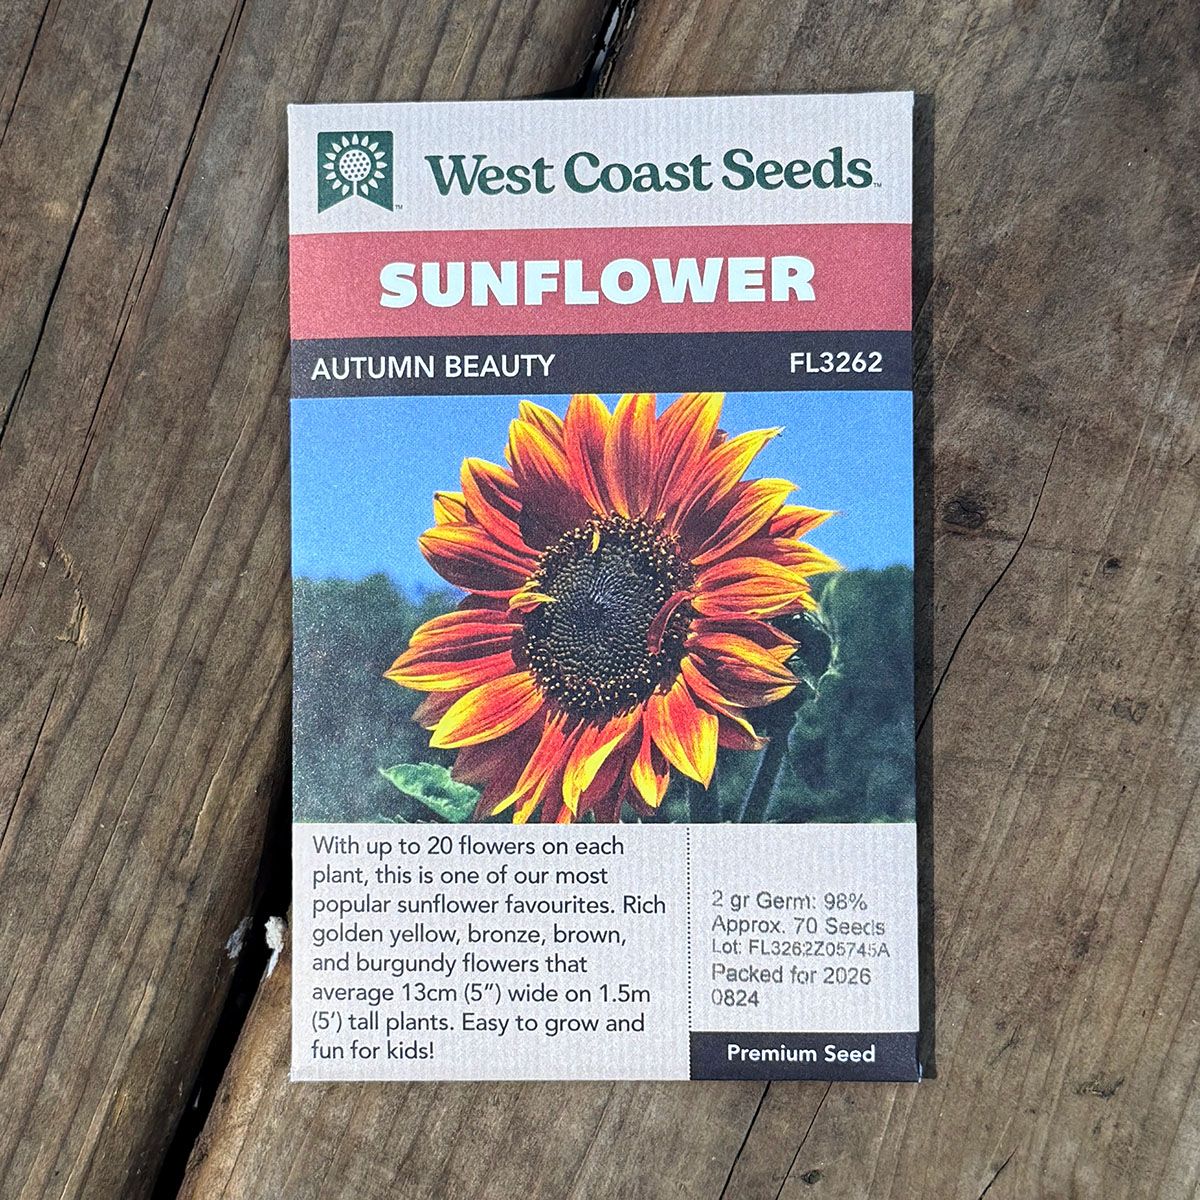 West Coast Seeds™
SUNFLOWER
AUTUMN BEAUTY FL3262
With up to 20 flowers on each
plant, this is one of our most
popular sunflower favourites. Rich
golden yellow, bronze, brown,
and burgundy flowers that
average 13cm (5”) wide on 1.5m
(5’) tall plants. Easy to grow and
fun for kids!
2 gr Germ: 98%
Approx. 70 Seeds
Lot: FL3262Z05745A
Packed for 2026
0824
Premium Seed